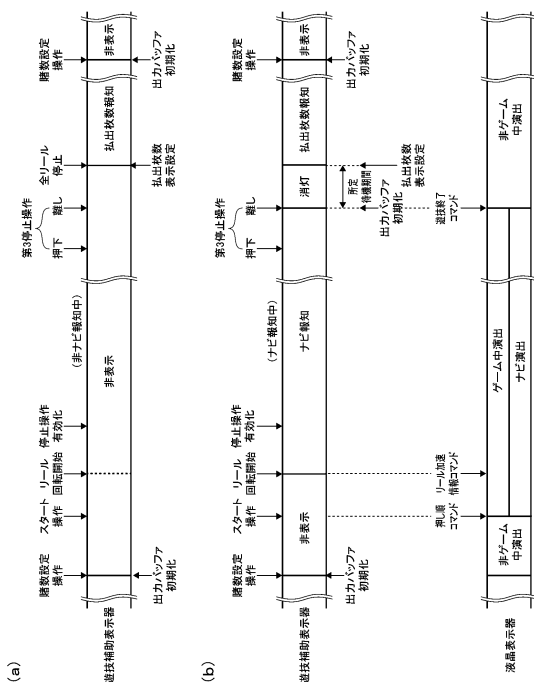 (a)
賭数設定
操作
スタート
操作
リール
回転開始
停止操作
有効化
(非ナビ報知中)
第3停止操作
押下
離し
全リール
停止
賭数設定
操作
遊技補助表示器
非表示
払出枚数報知
非表示
出力バッファ
初期化
払出枚数
表示設定
出力バッファ
初期化
(b)
賭数設定
操作
スタート
操作
リール
回転開始
停止操作
有効化
(ナビ報知中)
第3停止操作
押下
離し
賭数設定
操作
遊技補助表示器
非表示
ナビ報知
消灯
払出枚数報知
非表示
所定
待機期間
出力バッファ
初期化
出力バッファ
初期化
払出枚数
表示設定
出力バッファ
初期化
押し順
コマンド
リール加速
情報コマンド
遊技終了
コマンド
液晶表示器
非ゲーム
中演出
ゲーム中演出
ナビ演出
非ゲーム
中演出